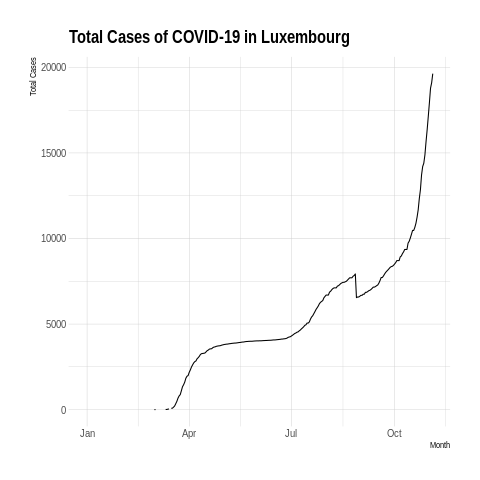 Total Cases of COVID-19 in Luxembourg
Total Cases
20000
15000
10000
5000
0
Jan Apr Jul Oct
Month